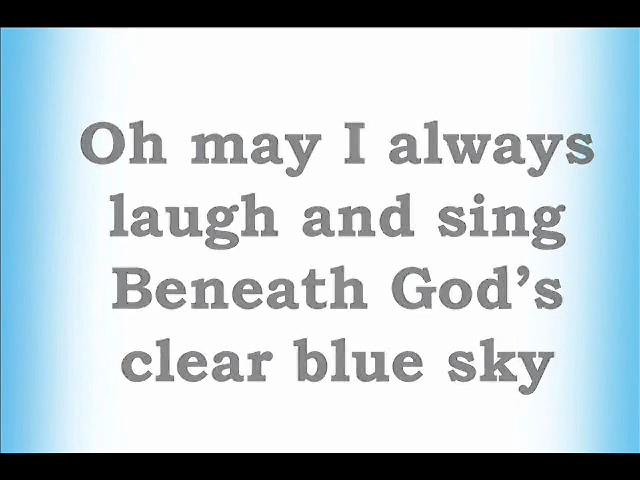 Oh may I always
laugh and sing
Beneath God's
clear blue sky